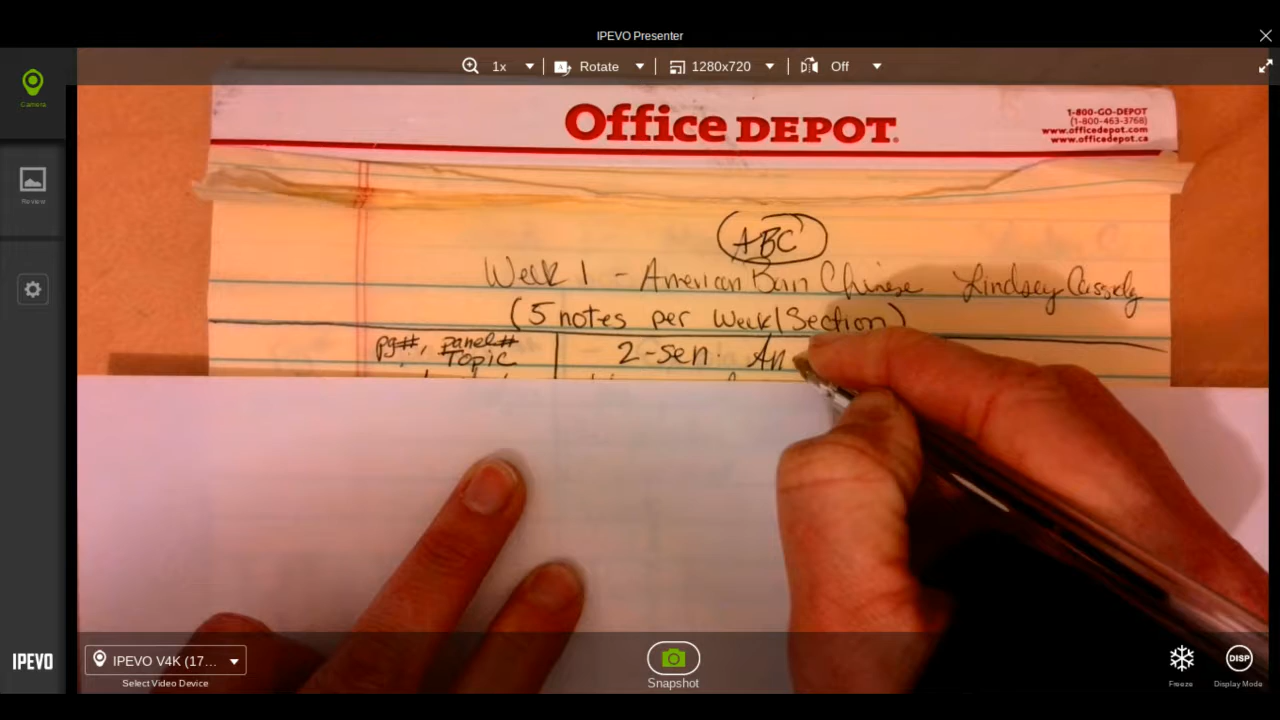 IPEVO Presenter
1x
Rotate
1280x720
Off
Camera
Review
Office DEPOT.
1-800-GO-DEPOT
(1-800-463-3768)
www.officedepot.com
www.officedepot.ca
ABC
Week 1 - American Born Chinese Lindsey Cassidy
(5 notes per week/Section)
pg#, panel#
Topic
2-sen. An
IPEVO
IPEVO V4K (17...
Select Video Device
Snapshot
Freeze
DISP
Display Mode